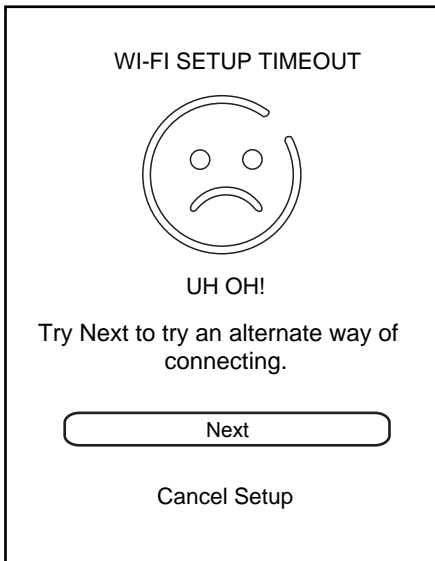 WI-FI SETUP TIMEOUT
UH OH!
Try Next to try an alternate way of
connecting.
Next
Cancel Setup